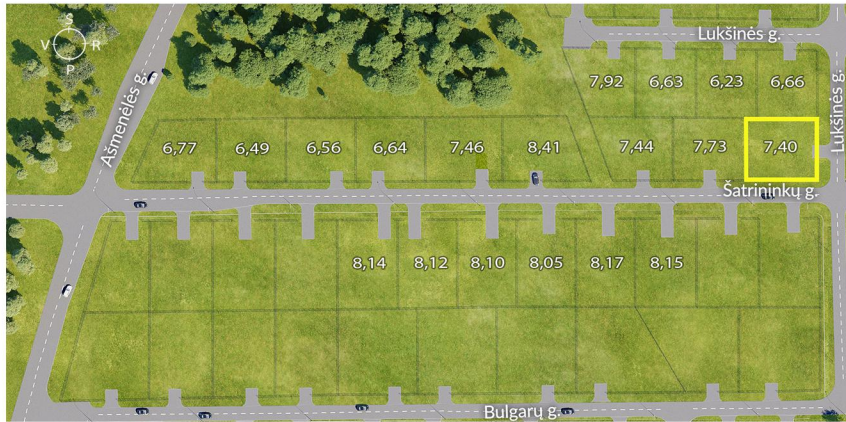 Š
V R
P
Lukšinės g.
Ašmenėlės g.
Lukšinės g.
7,92 6,63 6,23 6,66
6,77 6,49 6,56 6,64 7,46 8,41 7,44 7,73 7,40
Šatrininkų g.
8,14 8,12 8,10 8,05 8,17 8,15
Bulgarų g.